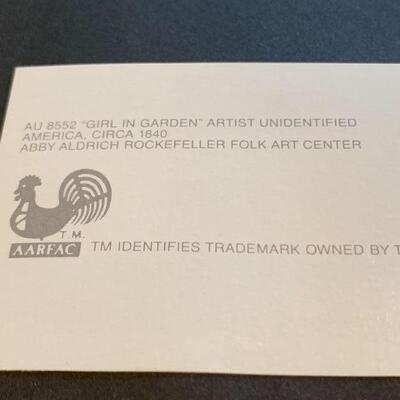 AU 8552 "GIRL IN GARDEN" ARTIST UNIDENTIFIED
AMERICA, CIRCA 1840
ABBY ALDRICH ROCKEFELLER FOLK ART CENTER
T.M.
AARFAC
TM IDENTIFIES TRADEMARK OWNED BY